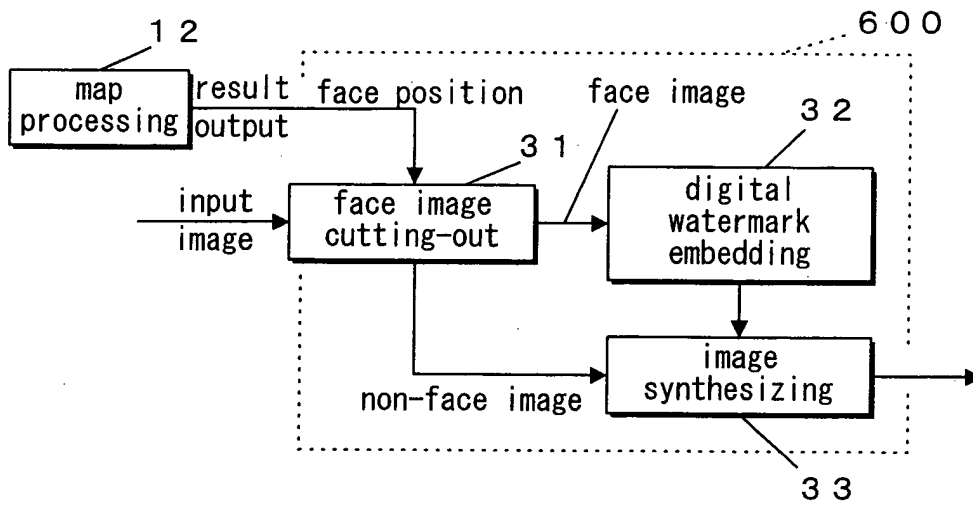 600
12
map
processing
result
output
face position
face image
32
31
input
image
face image
cutting-out
digital
watermark
embedding
non-face image
image
synthesizing
33